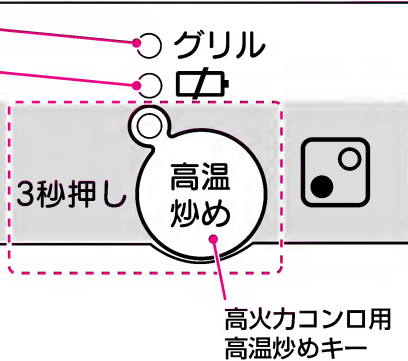 グリル
高温
炒め
3秒押し
高火力コンロ用
高温炒めキー